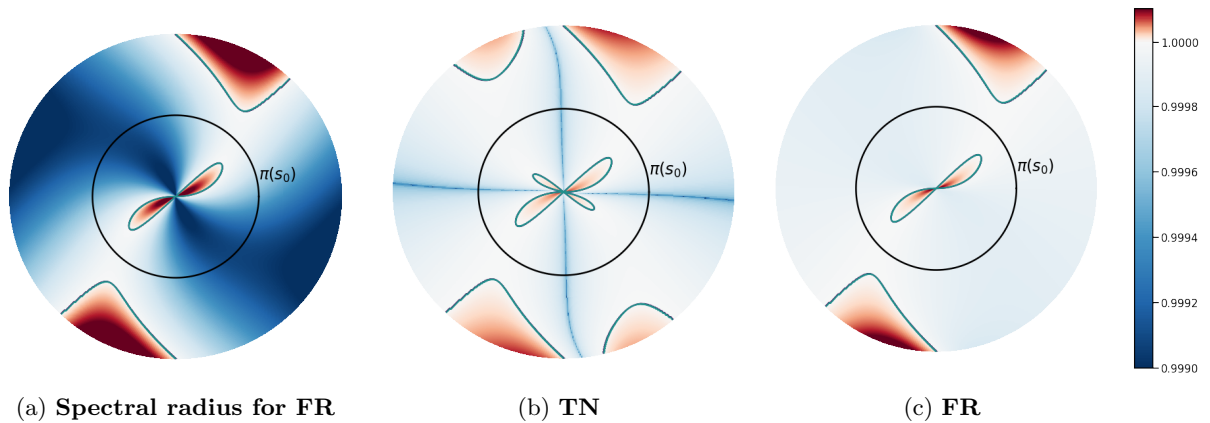 π(s₀)
π(s₀)
π(s₀)
1.0000
0.9998
0.9996
0.9994
0.9992
0.9990
(a) Spectral radius for FR
(b) TN
(c) FR